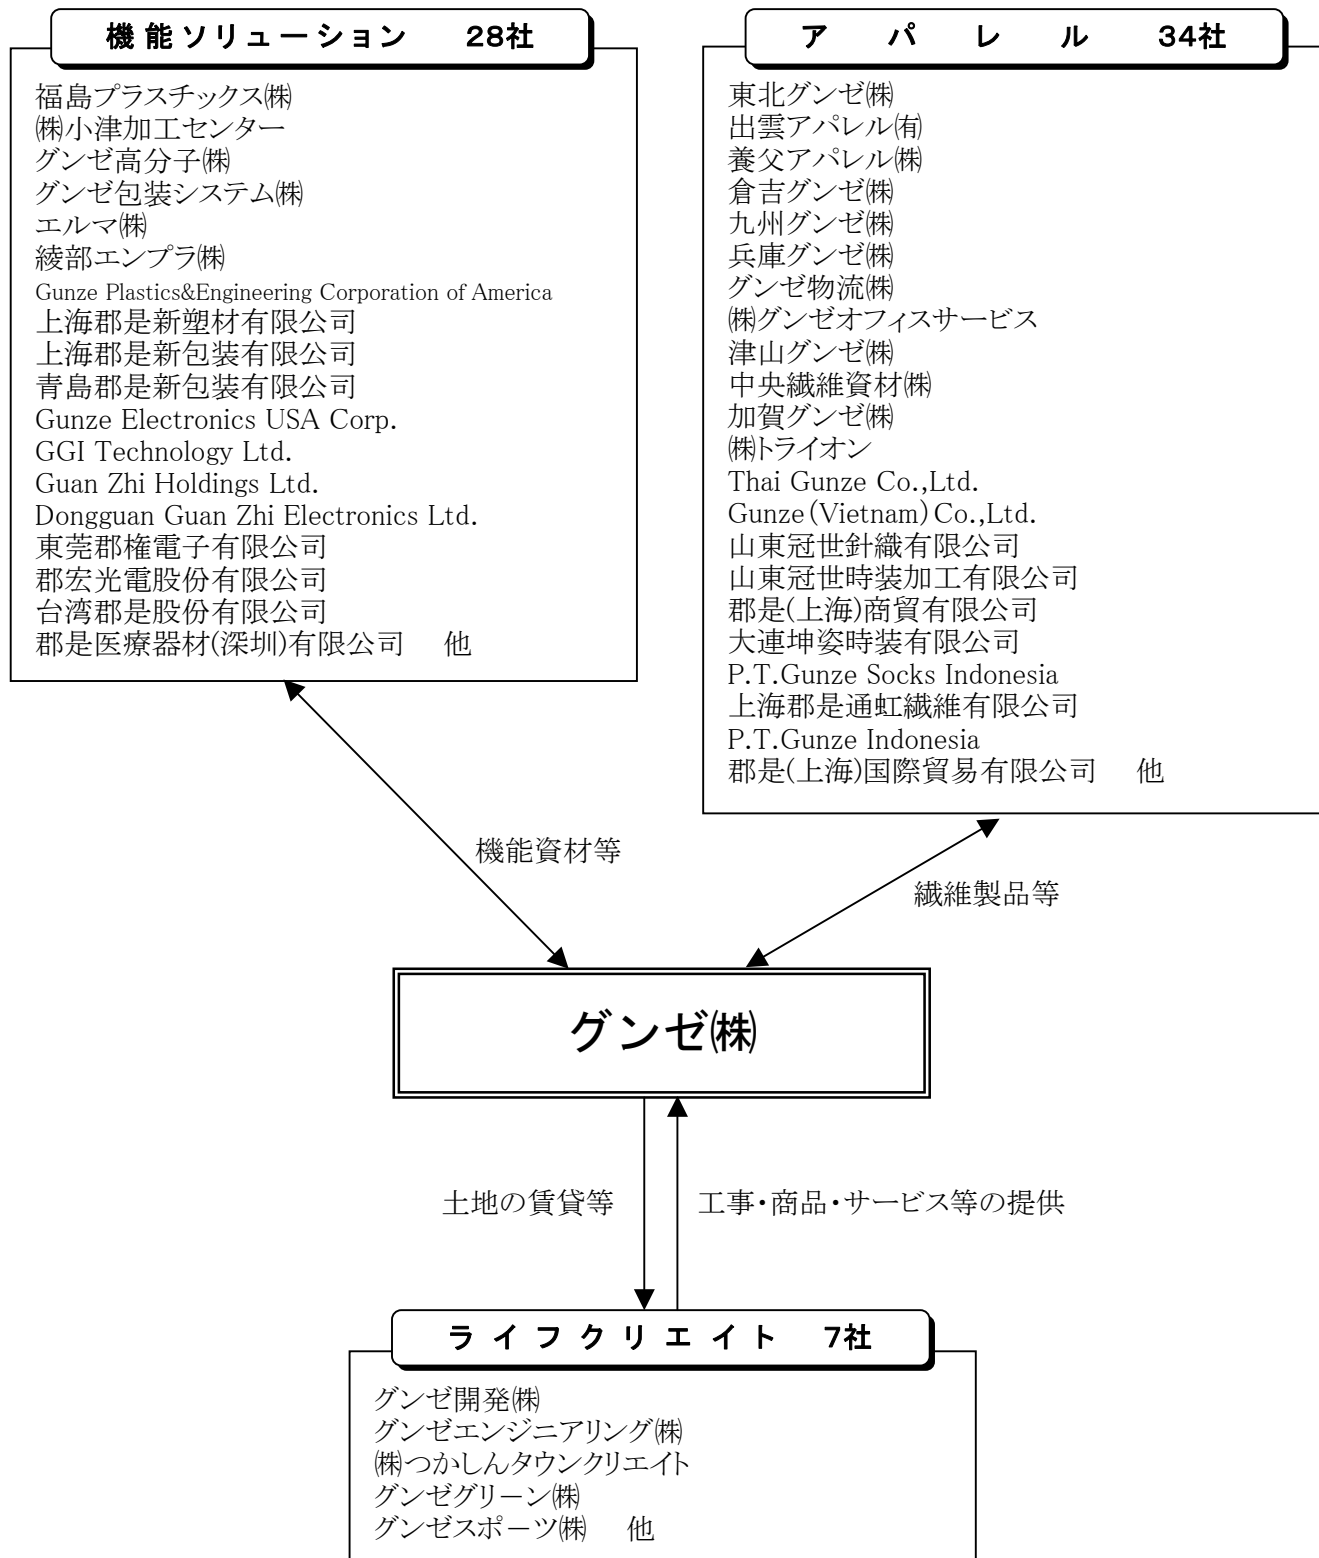 機能ソリューション 28社
福島プラスチックス㈱
㈱小津加工センター
グンゼ高分子㈱
グンゼ包装システム㈱
エルマ㈱
綾部エンプラ㈱
Gunze Plastics&Engineering Corporation of America
上海郡是新塑材有限公司
上海郡是新包装有限公司
青島郡是新包装有限公司
Gunze Electronics USA Corp.
GGI Technology Ltd.
Guan Zhi Holdings Ltd.
Dongguan Guan Zhi Electronics Ltd.
東莞郡権電子有限公司
郡宏光電股份有限公司
台湾郡是股份有限公司
郡是医療器材(深圳)有限公司 他
アパレル 34社
東北グンゼ㈱
出雲アパレル㈲
養父アパレル㈱
倉吉グンゼ㈱
九州グンゼ㈱
兵庫グンゼ㈱
グンゼ物流㈱
㈱グンゼオフィスサービス
津山グンゼ㈱
中央繊維資材㈱
加賀グンゼ㈱
㈱トライオン
Thai Gunze Co.,Ltd.
Gunze(Vietnam)Co.,Ltd.
山東冠世針織有限公司
山東冠世時装加工有限公司
郡是(上海)商貿有限公司
大連坤姿時装有限公司
P.T.Gunze Socks Indonesia
上海郡是通虹繊維有限公司
P.T.Gunze Indonesia
郡是(上海)国際貿易有限公司 他
機能資材等
繊維製品等
グンゼ㈱
土地の賃貸等
工事・商品・サービス等の提供
ライフクリエイト 7社
グンゼ開発㈱
グンゼエンジニアリング㈱
㈱つかしんタウンクリエイト
グンゼグリーン㈱
グンゼスポーツ㈱ 他